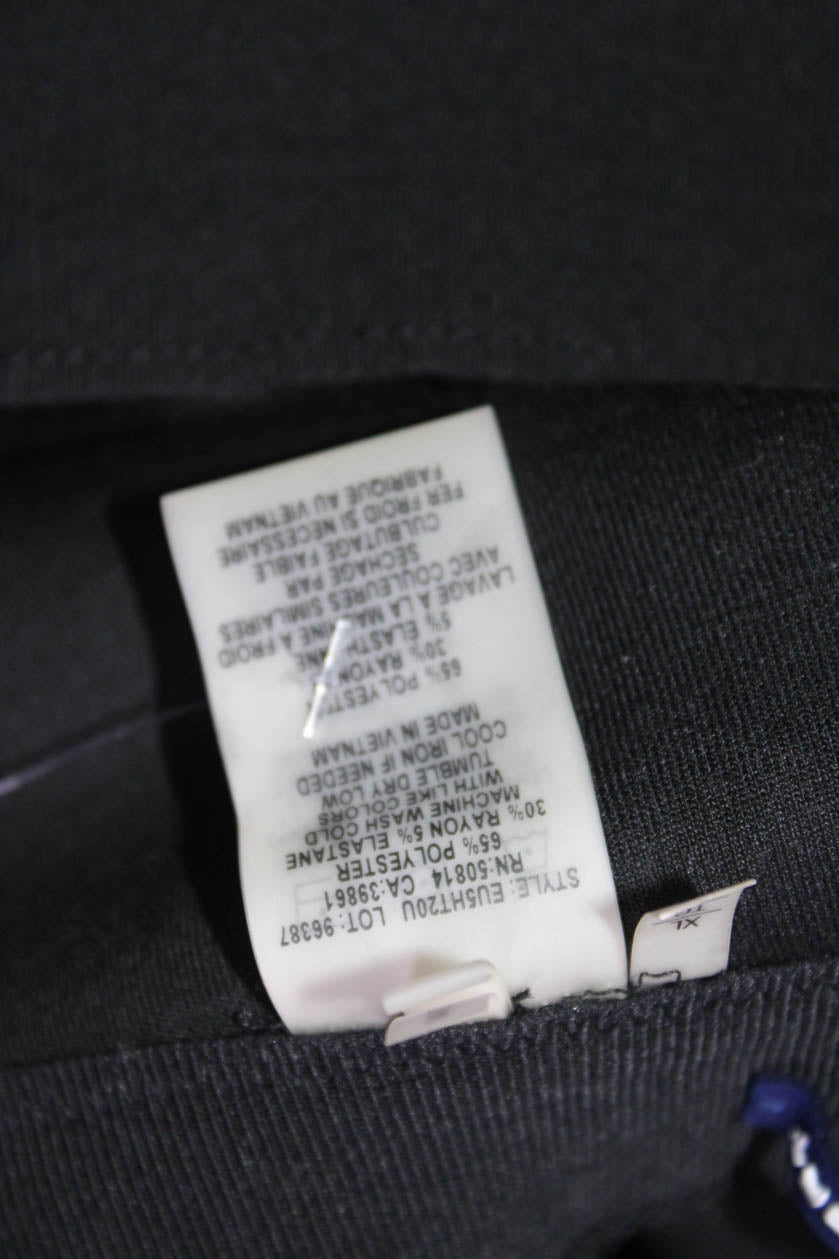 STYLE: EU5HT20U LOT: 96387
RN:50814 CA:39861
65% POLYESTER
30% RAYON 5% ELASTANE
MACHINE WASH COLD
WITH LIKE COLORS
TUMBLE DRY LOW
COOL IRON IF NEEDED
MADE IN VIETNAM
65% POLYESTER
30% RAYON
5% ELASTHANNE
LAVAGE A LA MACHINE A FROID
AVEC COULEURES SIMILAIRES
SECHAGE PAR
CULBUTAGE FAIBLE
FER FROID SI NECESSAIRE
FABRIQUE AU VIETNAM
XL